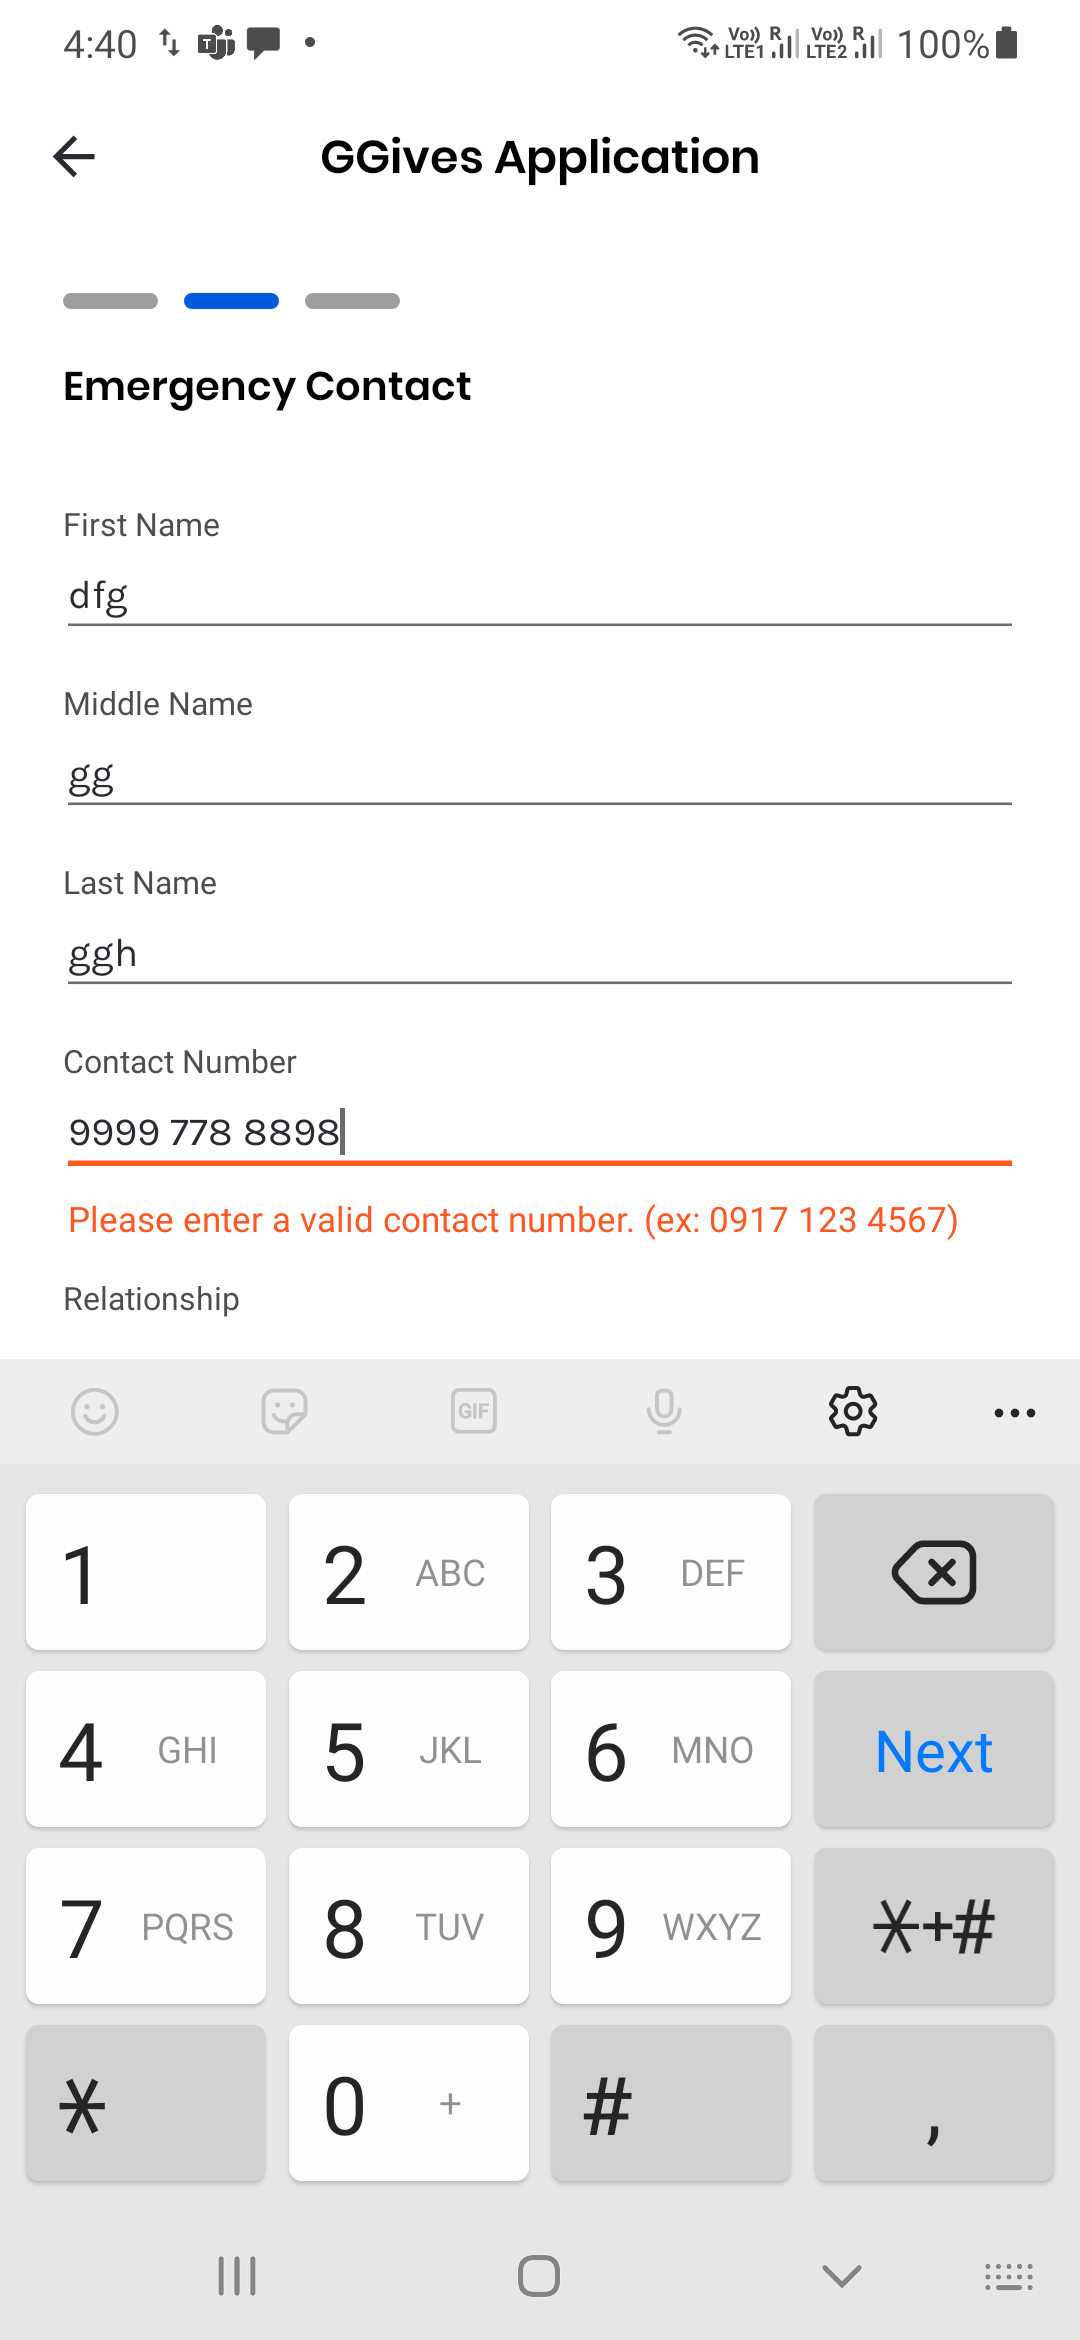 4:40 Vo)) R Vo)) R 100%
LTE1 LTE2
GGives Application
Emergency Contact
First Name
dfg
Middle Name
gg
Last Name
ggh
Contact Number
9999 778 8898
Please enter a valid contact number. (ex: 0917 123 4567)
Relationship
GIF
1 2 ABC 3 DEF
4 GHI 5 JKL 6 MNO Next
7 PQRS 8 TUV 9 WXYZ *+#
* 0 + # ,